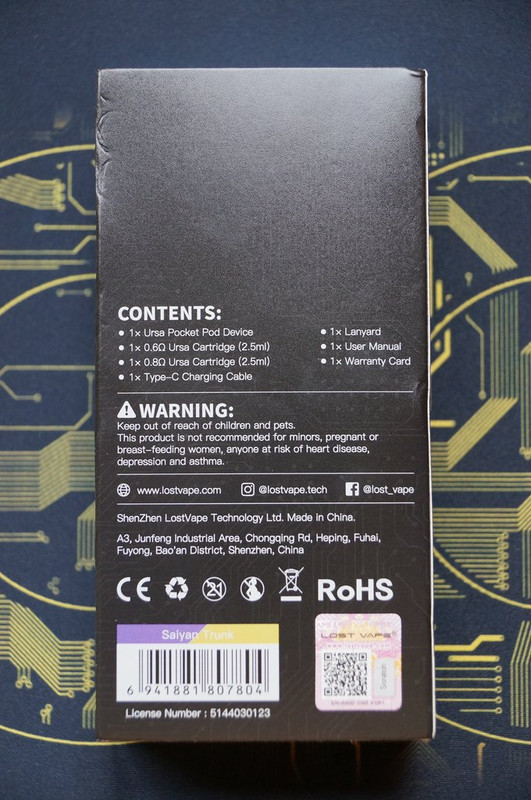 CONTENTS:
1× Ursa Pocket Pod Device
1× 0.6Ω Ursa Cartridge (2.5ml)
1× 0.8Ω Ursa Cartridge (2.5ml)
1× Type-C Charging Cable
1× Lanyard
1× User Manual
1× Warranty Card
WARNING:
Keep out of reach of children and pets.
This product is not recommended for minors, pregnant or
breast-feeding women, anyone at risk of heart disease,
depression and asthma.
www.lostvape.com
@lostvape.tech
@lost_vape
ShenZhen LostVape Technology Ltd. Made in China.
A3, Junfeng Industrial Area, Chongqing Rd, Heping, Fuhai,
Fuyong, Bao'an District, Shenzhen, China
CE
21
RoHS
Saiyan Trunk
6 941881 807804
License Number : 5144030123
LOST VAPE